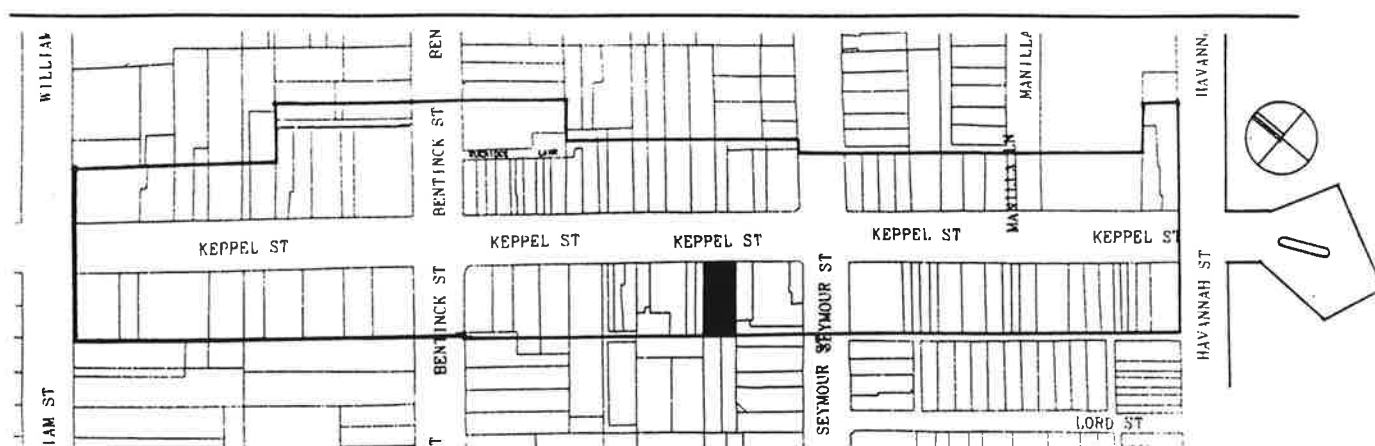 WILLIAM
BEN
MANILLA
HAVANN
BENTINCK ST
MANILLA LN
KEPPEL ST
KEPPEL ST
KEPPEL ST
KEPPEL ST
KEPPEL ST
BENTINCK ST
SEYMOUR ST
HAVANNAH ST
SEYMOUR ST
IAM ST
T
LORD ST